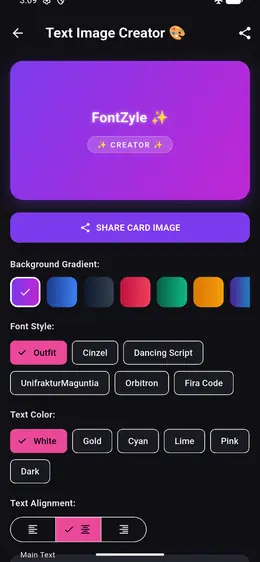 3:09
Text Image Creator 🎨
FontZyle ✨
✨ CREATOR ✨
SHARE CARD IMAGE
Background Gradient:
Font Style:
Outfit Cinzel Dancing Script
UnifrakturMaguntia Orbitron Fira Code
Text Color:
White Gold Cyan Lime Pink
Dark
Text Alignment:
Main Text